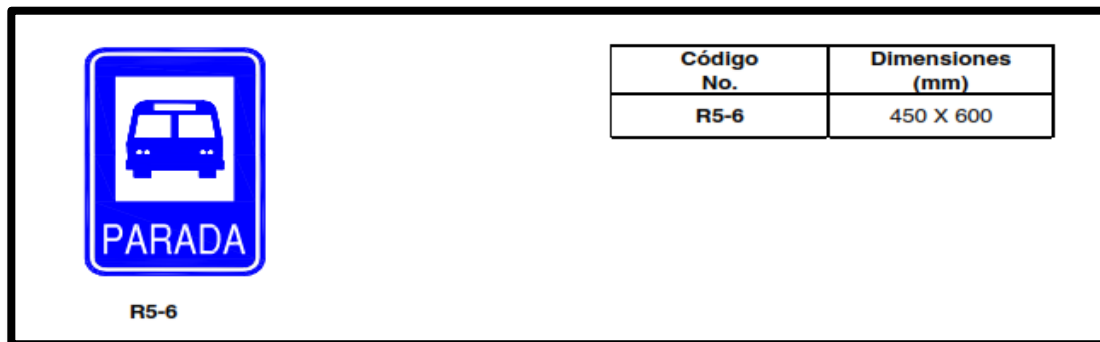 PARADA
R5-6
Código
No.
Dimensiones
(mm)
R5-6
450 X 600